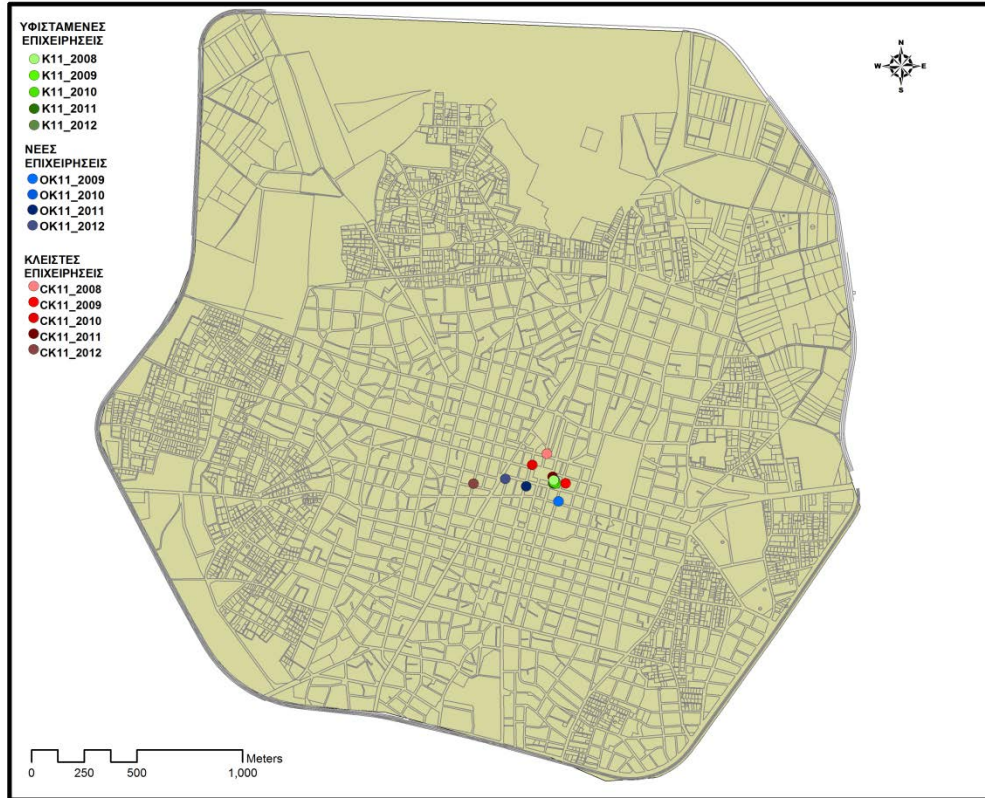 ΥΦΙΣΤΑΜΕΝΕΣ
ΕΠΙΧΕΙΡΗΣΕΙΣ
K11_2008
K11_2009
K11_2010
K11_2011
K11_2012
ΝΕΕΣ
ΕΠΙΧΕΙΡΗΣΕΙΣ
OK11_2009
OK11_2010
OK11_2011
OK11_2012
ΚΛΕΙΣΤΕΣ
ΕΠΙΧΕΙΡΗΣΕΙΣ
CK11_2008
CK11_2009
CK11_2010
CK11_2011
CK11_2012
N
W E
S
Meters
0 250 500 1,000